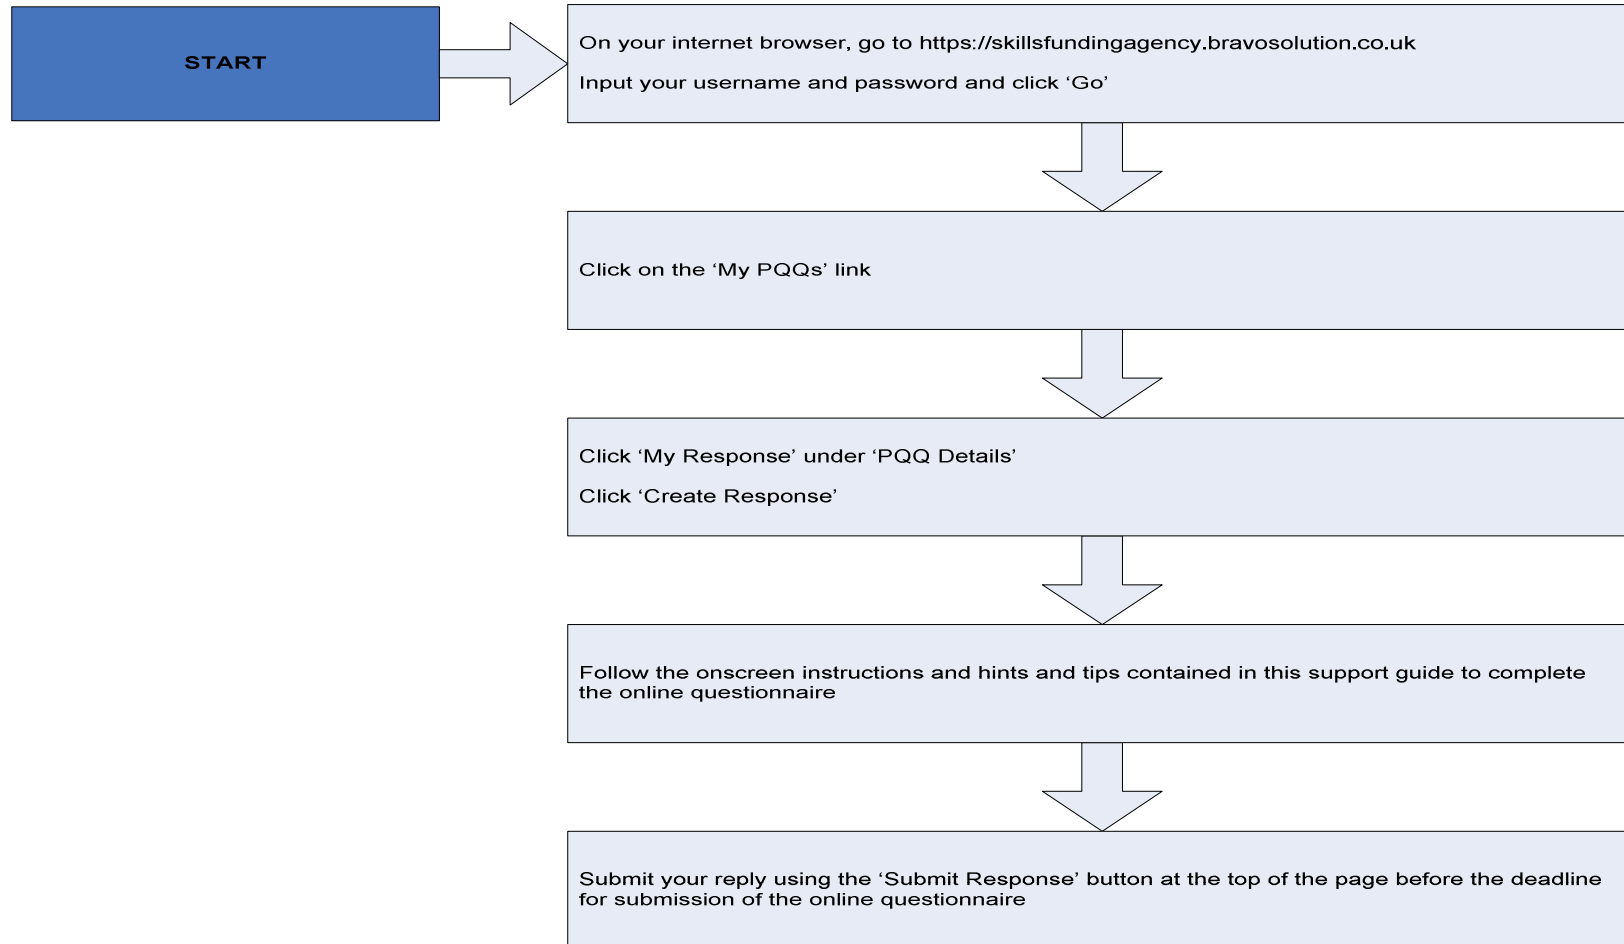 START
On your internet browser, go to https://skillsfundingagency.bravosolution.co.uk
Input your username and password and click ‘Go’
Click on the ‘My PQQs’ link
Click ‘My Response’ under ‘PQQ Details’
Click ‘Create Response’
Follow the onscreen instructions and hints and tips contained in this support guide to complete
the online questionnaire
Submit your reply using the ‘Submit Response’ button at the top of the page before the deadline
for submission of the online questionnaire